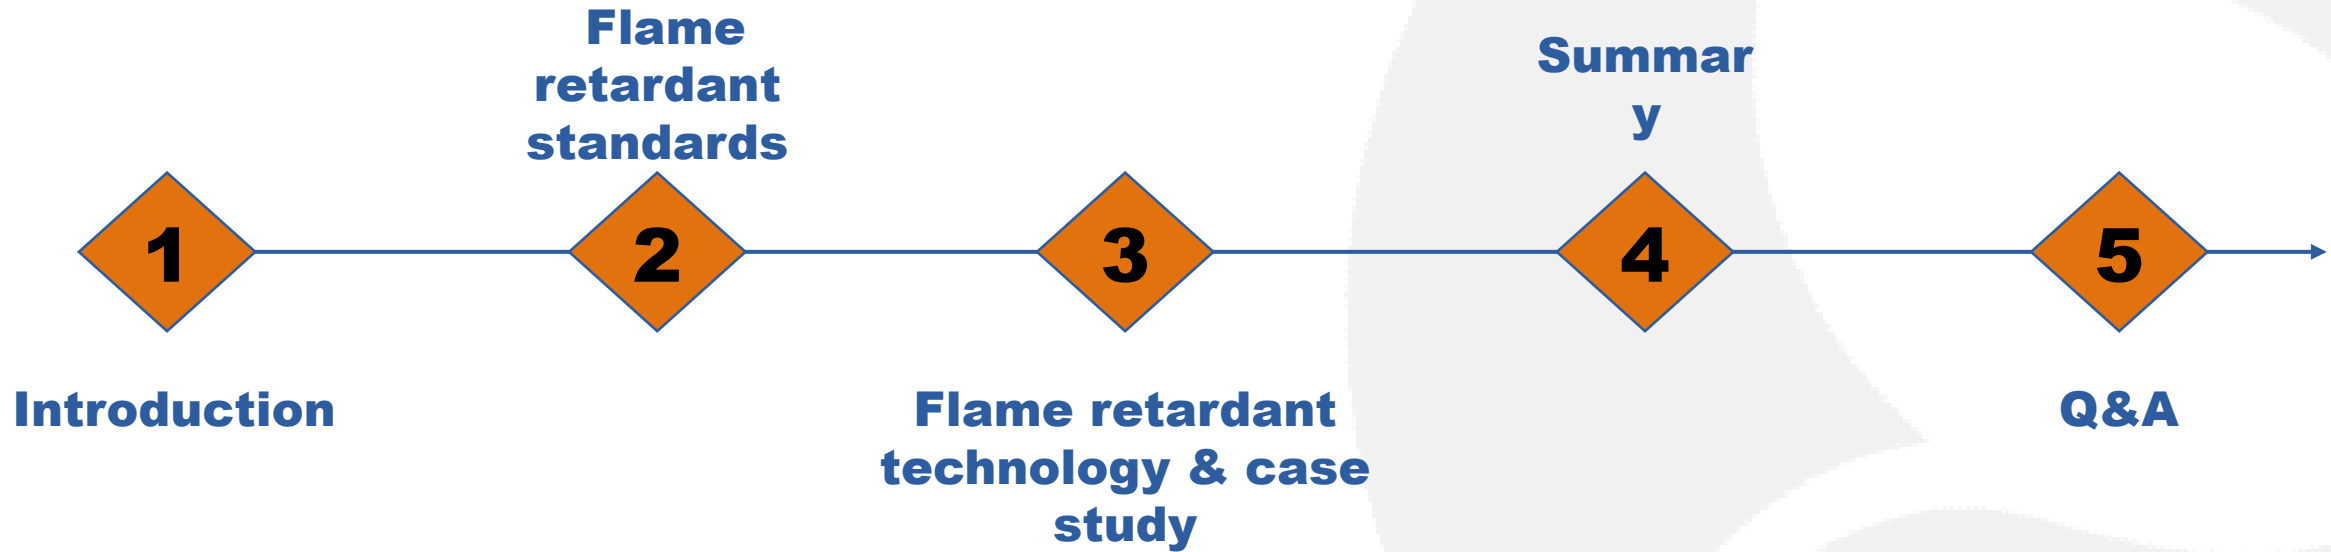 Flame
retardant
standards
Summar
y
1
2
3
4
5
Introduction
Flame retardant
technology & case
study
Q&A